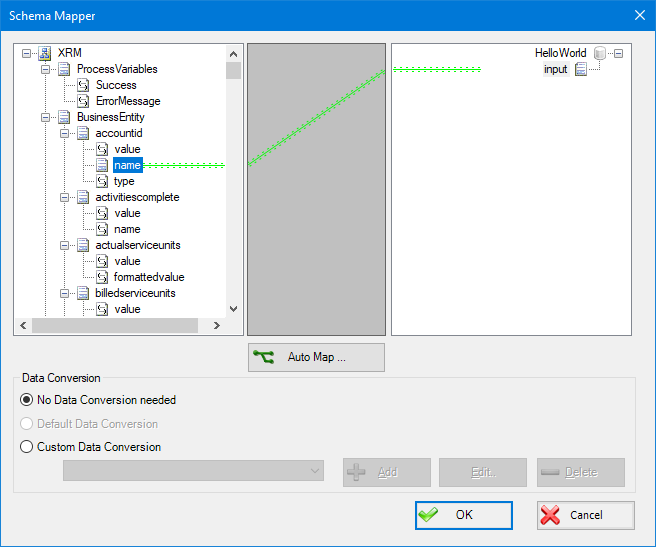 Schema Mapper
XRM
ProcessVariables
Success
ErrorMessage
BusinessEntity
accountid
value
name
type
activitiescomplete
value
name
actualserviceunits
value
formattedvalue
billedserviceunits
value
HelloWorld
input
Auto Map ...
Data Conversion
No Data Conversion needed
Default Data Conversion
Custom Data Conversion
Add
Edit..
Delete
OK
Cancel